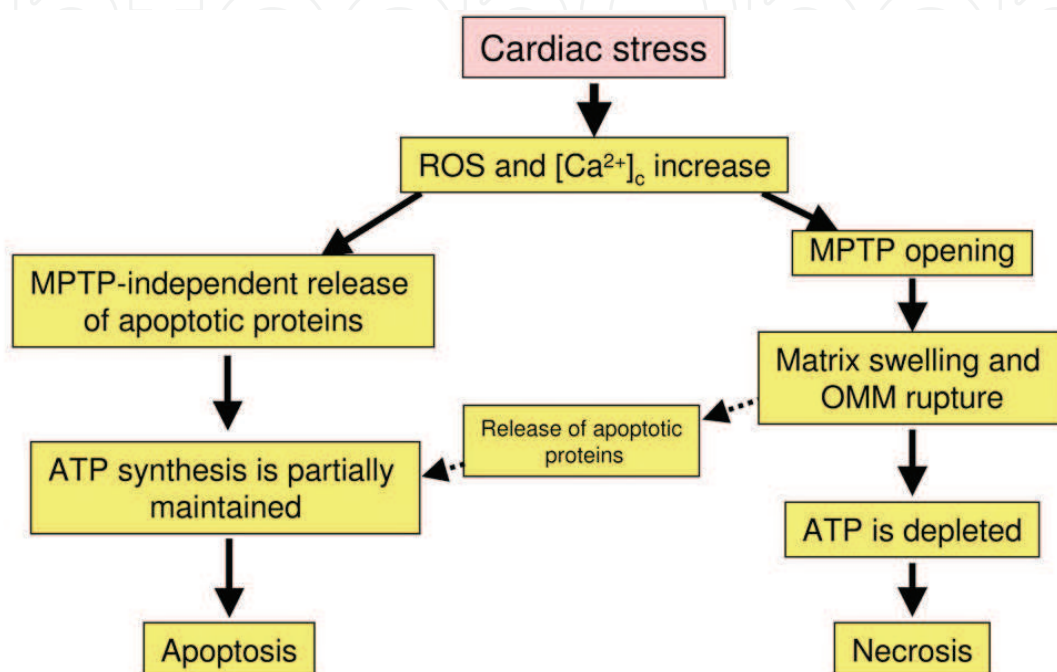 Cardiac stress
ROS and [Ca²⁺]c increase
MPTP-independent release
of apoptotic proteins
MPTP opening
Matrix swelling and
OMM rupture
Release of apoptotic
proteins
ATP synthesis is partially
maintained
ATP is depleted
Apoptosis
Necrosis